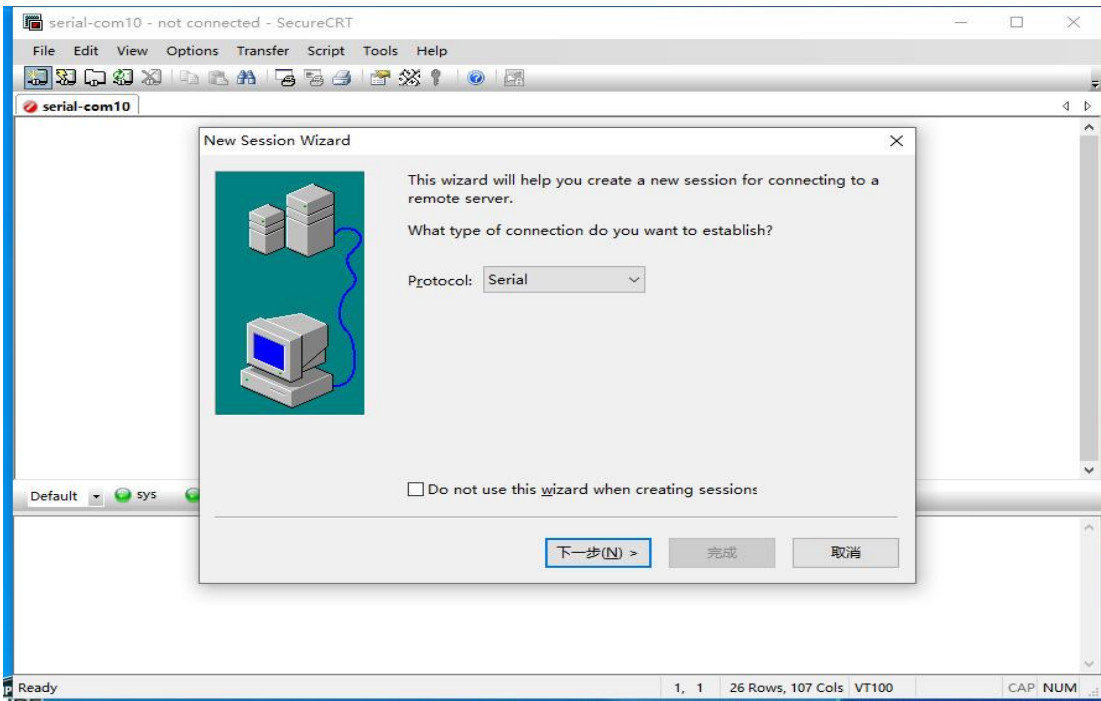 serial-com10 - not connected - SecureCRT
File Edit View Options Transfer Script Tools Help
serial-com10
New Session Wizard
This wizard will help you create a new session for connecting to a
remote server.
What type of connection do you want to establish?
Protocol: Serial
Do not use this wizard when creating sessions
Default sys
下一步(N) > 完成 取消
Ready 1, 1 26 Rows, 107 Cols VT100 CAP NUM